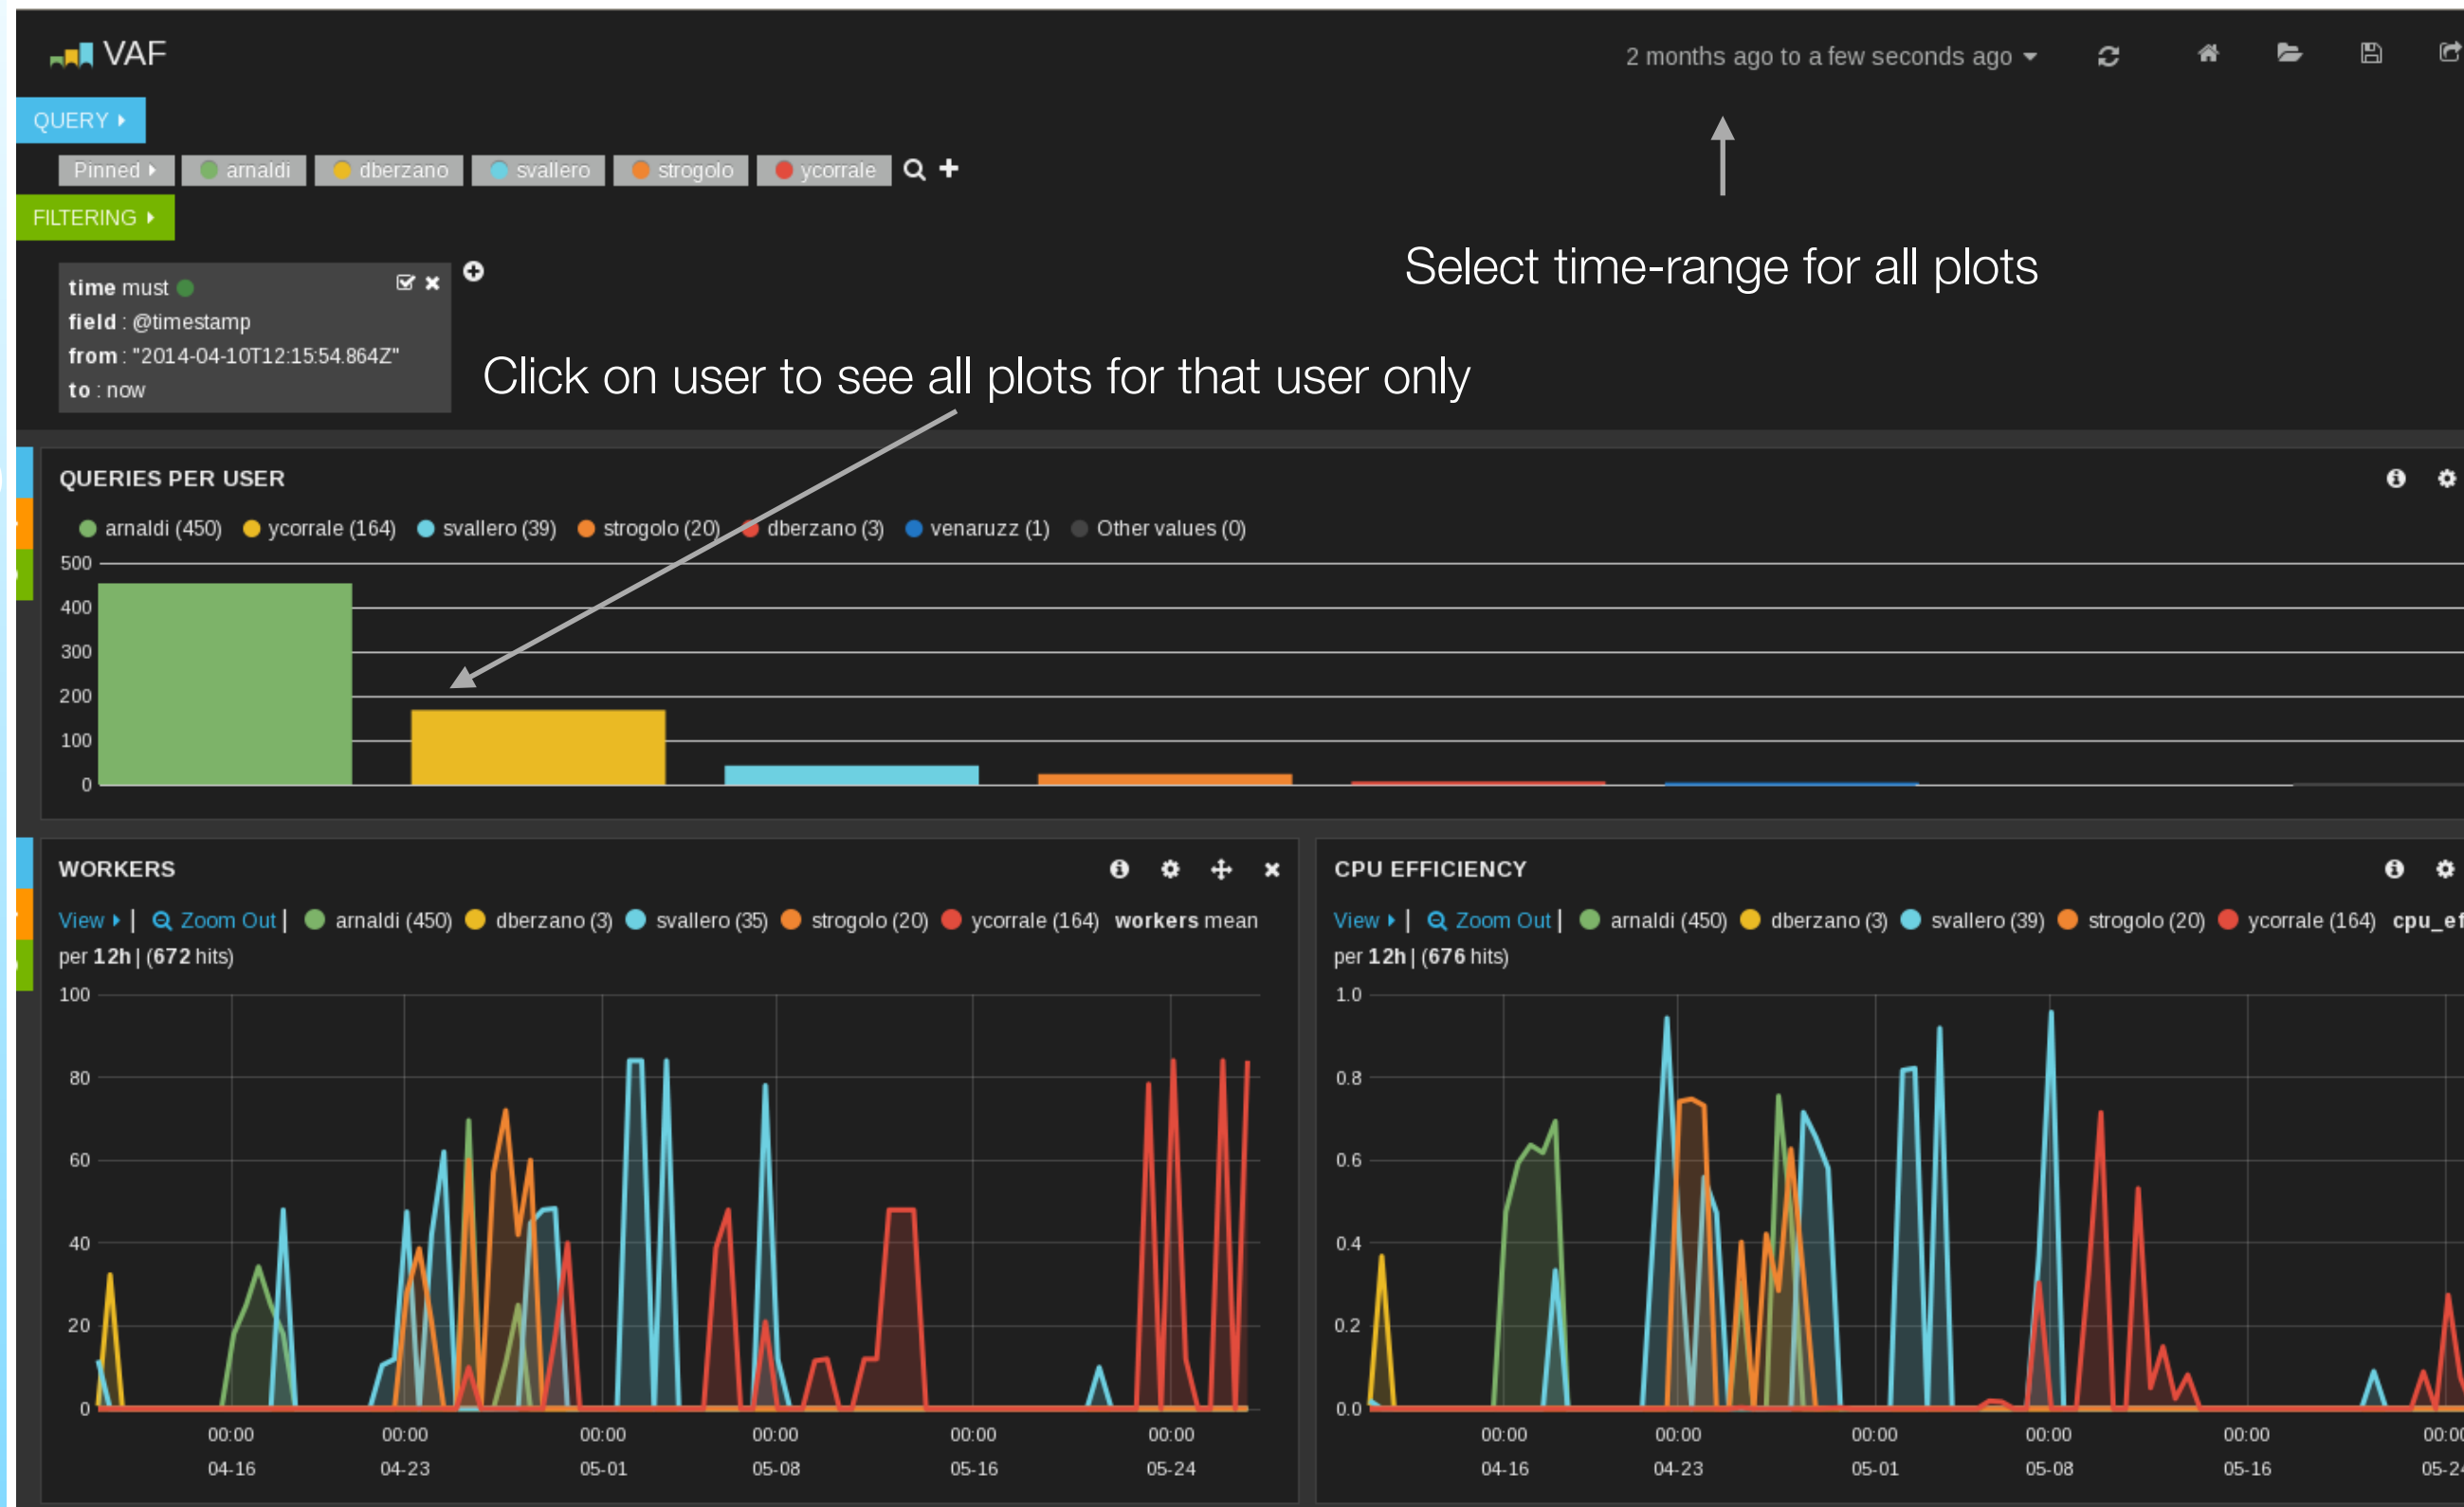 VAF
2 months ago to a few seconds ago
QUERY
Pinned arnaldi dberzano svallero strogolo ycorrale
FILTERING
Select time-range for all plots
time must
field : @timestamp
from : "2014-04-10T12:15:54.864Z"
to : now
Click on user to see all plots for that user only
QUERIES PER USER
arnaldi (450) ycorrale (164) svallero (39) strogolo (20) dberzano (3) venaruzz (1) Other values (0)
500
400
300
200
100
0
WORKERS
View | Zoom Out | arnaldi (450) dberzano (3) svallero (35) strogolo (20) ycorrale (164) workers mean
per 12h | (672 hits)
100
80
60
40
20
0
00:00 00:00 00:00 00:00 00:00 00:00
04-16 04-23 05-01 05-08 05-16 05-24
CPU EFFICIENCY
View | Zoom Out | arnaldi (450) dberzano (3) svallero (39) strogolo (20) ycorrale (164) cpu_ef
per 12h | (676 hits)
1.0
0.8
0.6
0.4
0.2
0.0
00:00 00:00 00:00 00:00 00:00 00:00
04-16 04-23 05-01 05-08 05-16 05-24